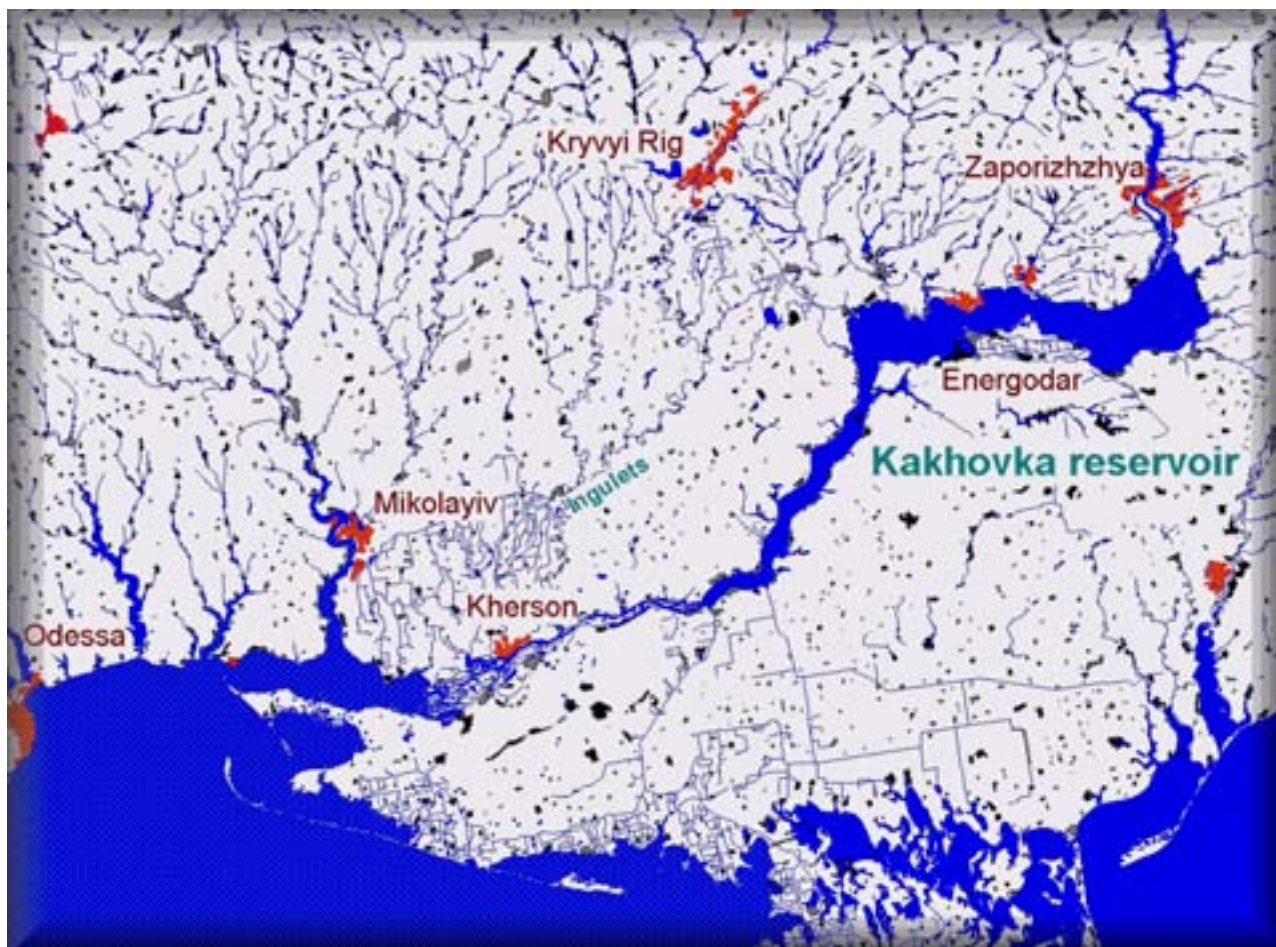 Kryvyi Rig
Zaporizhzhya
Energodar
Kakhovka reservoir
Ingulets
Mikolayiv
Kherson
Odessa